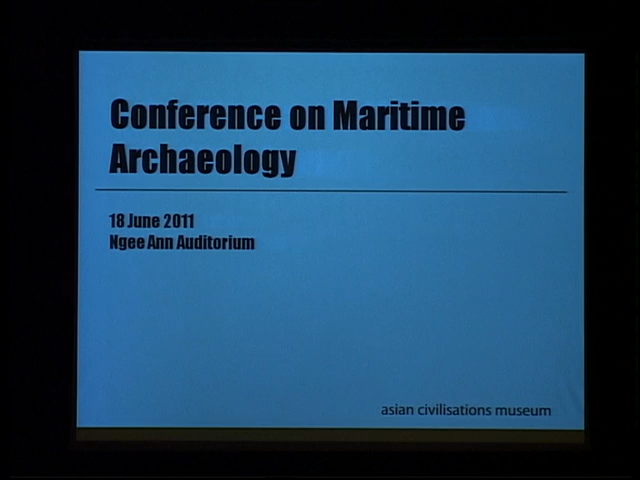 Conference on Maritime
Archaeology
18 June 2011
Ngee Ann Auditorium
asian civilisations museum